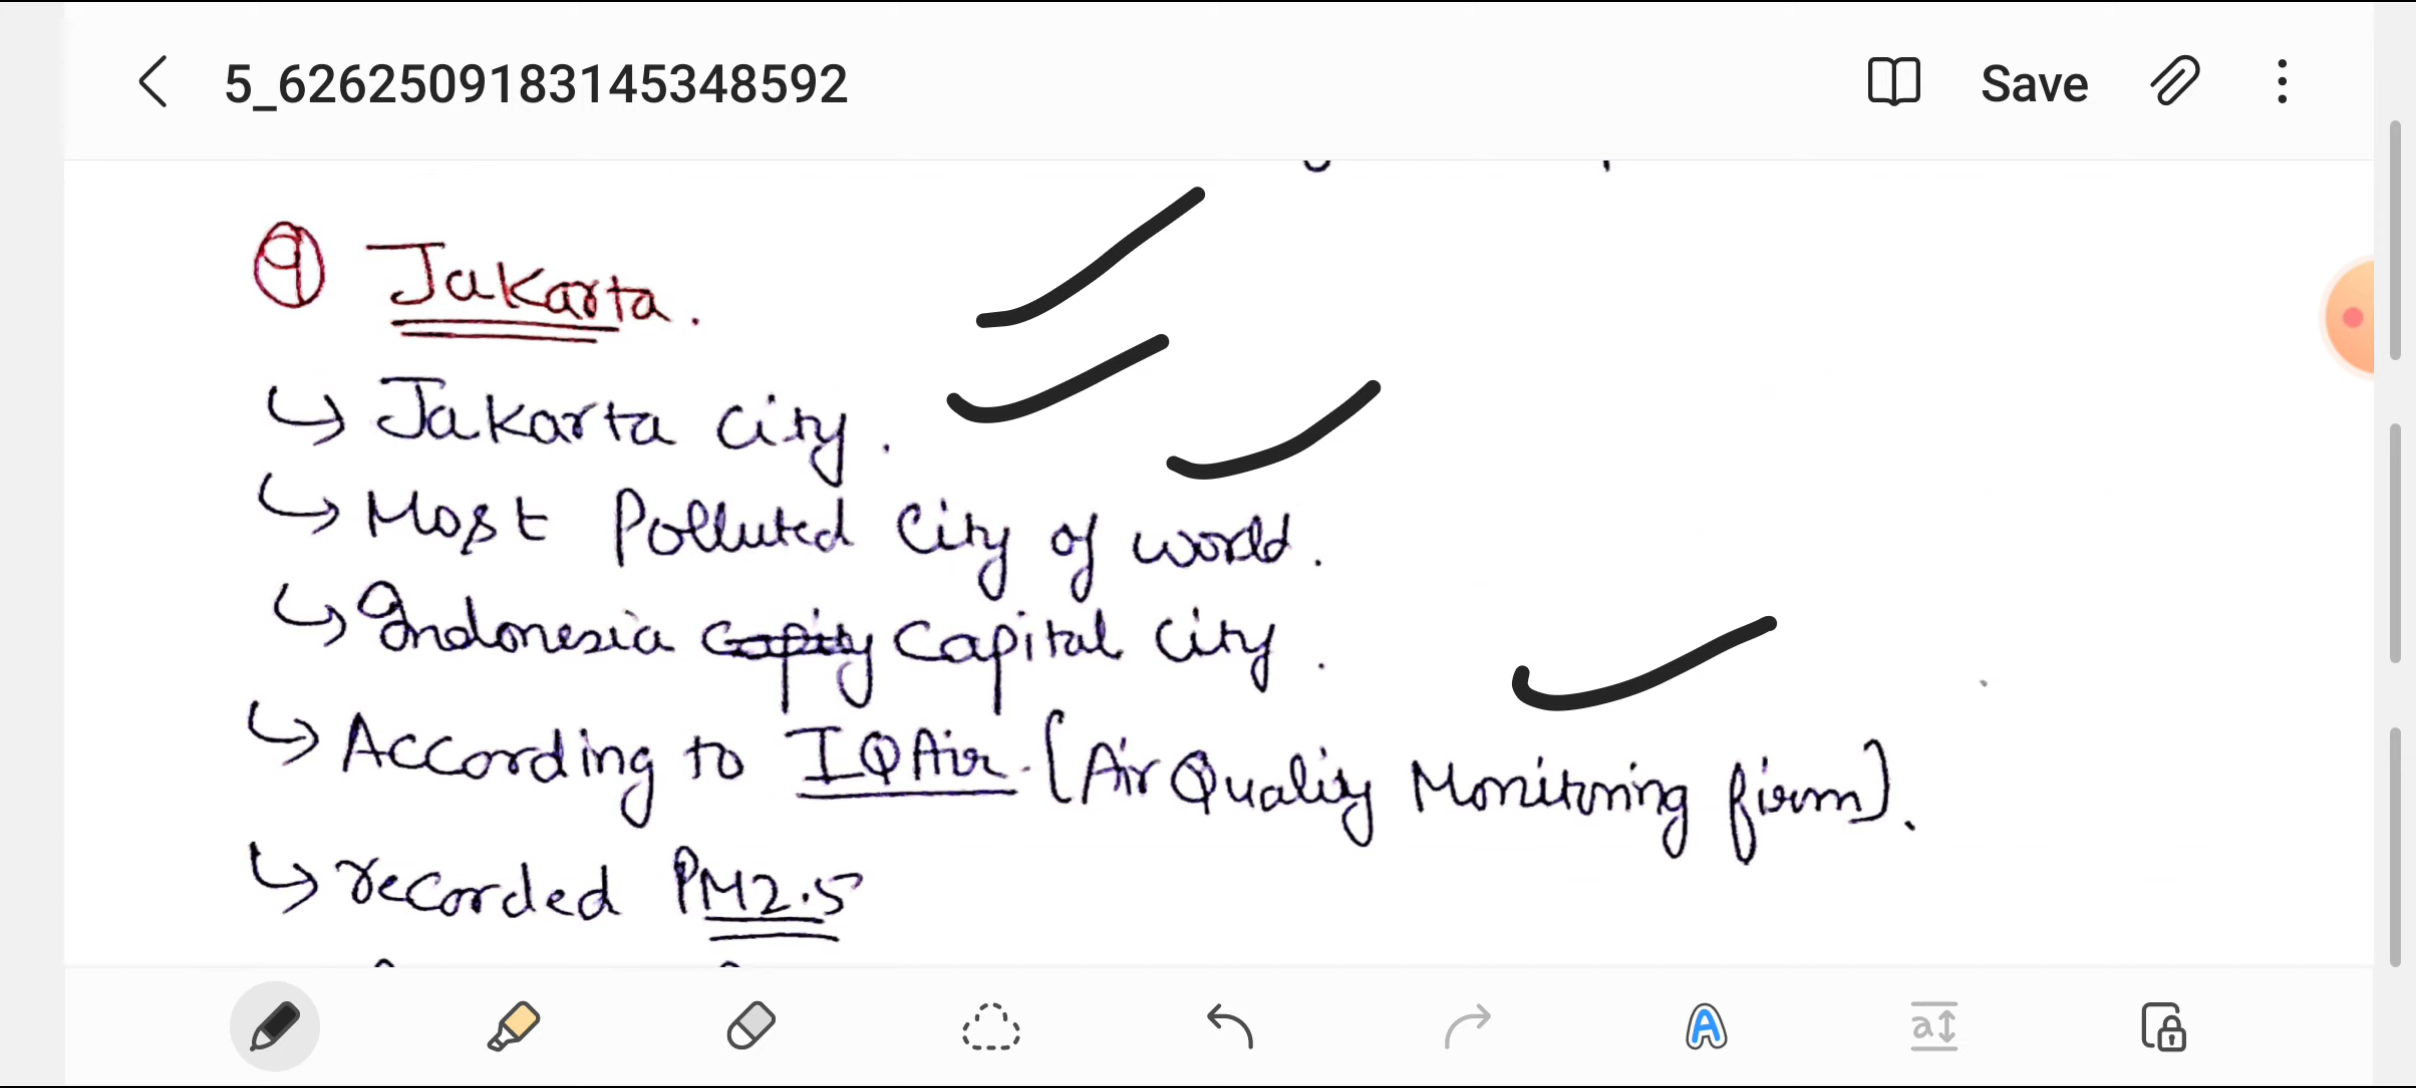 5_6262509183145348592 Save
9 Jakarta.
↳ Jakarta city.
↳ Most Polluted City of world.
↳ Indonesia Capital City.
↳ According to IQAir. [Air Quality Monitoring firm].
↳ recorded PM2.5
A a